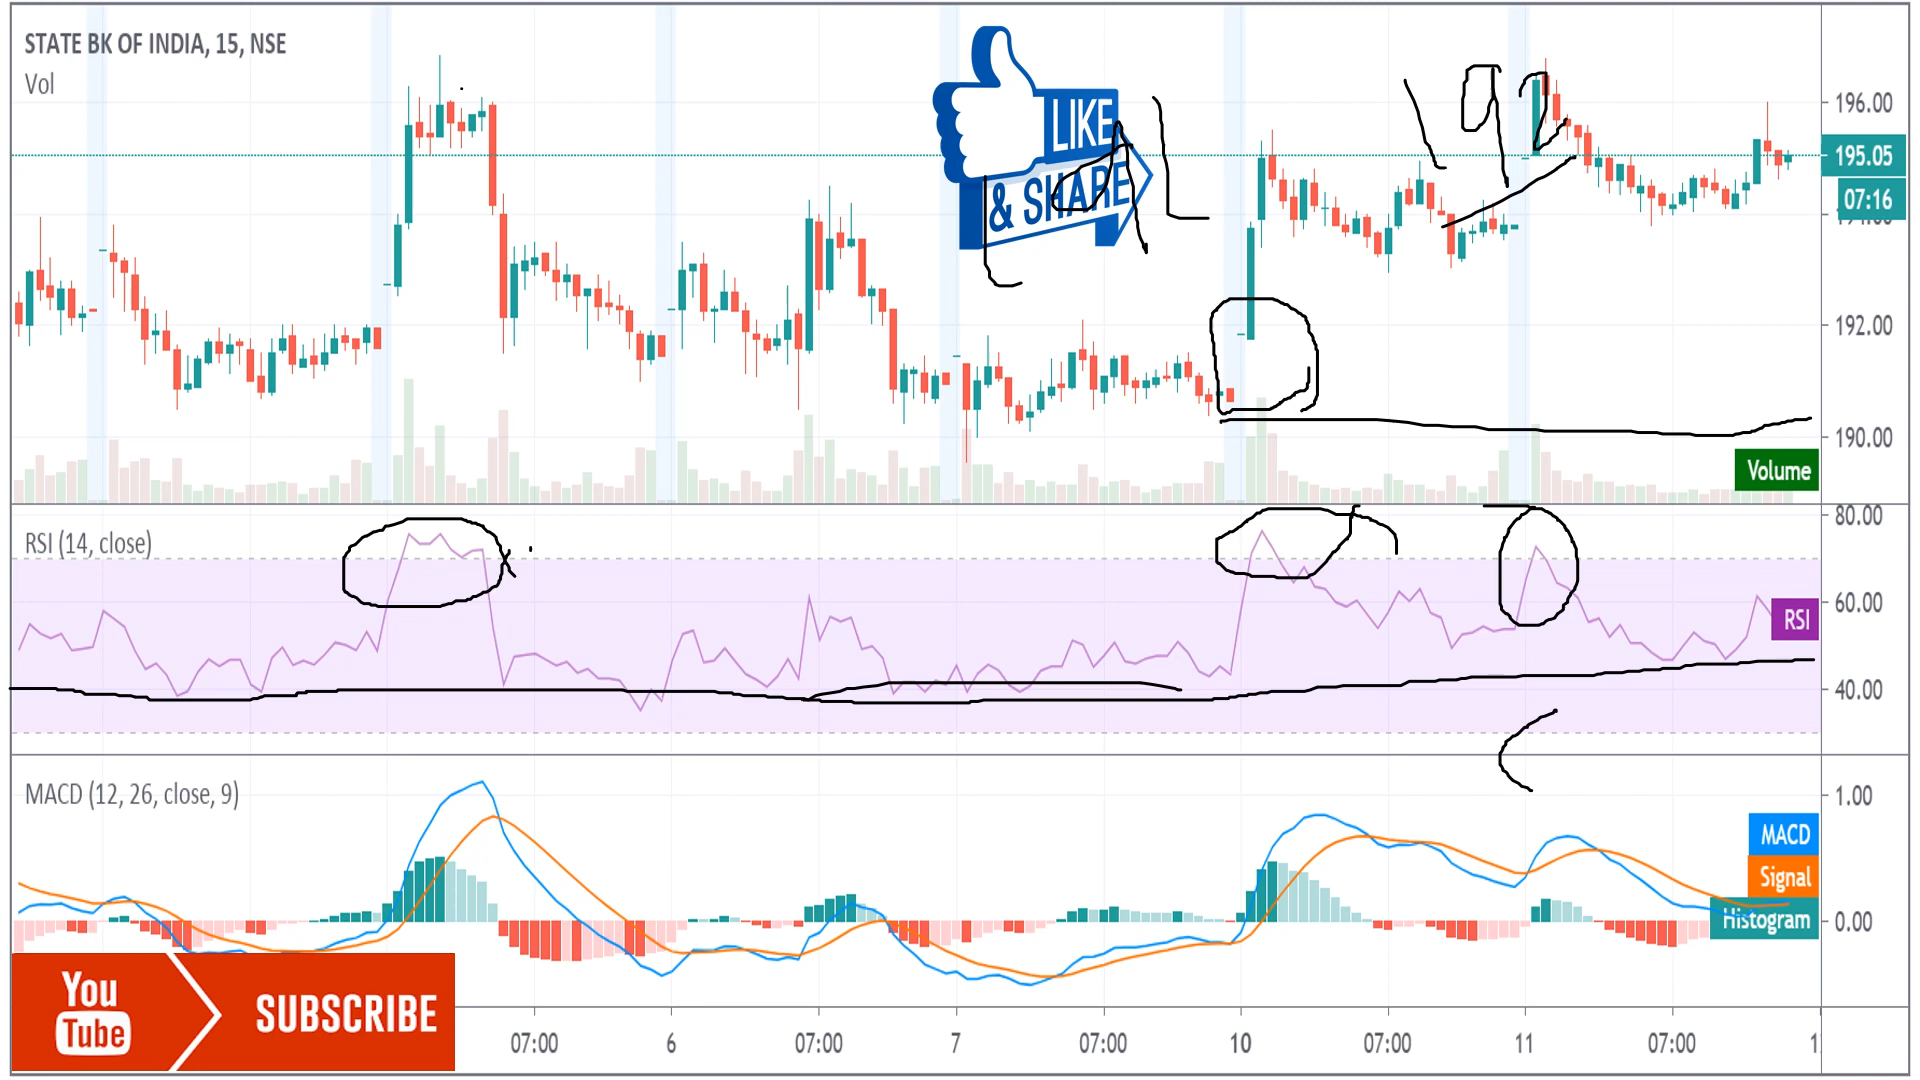 STATE BK OF INDIA, 15, NSE
Vol
LIKE
& SHARE
196.00
195.05
07:16
192.00
190.00
Volume
RSI (14, close)
80.00
60.00
RSI
40.00
MACD (12, 26, close, 9)
1.00
MACD
Signal
Histogram
0.00
You
Tube
SUBSCRIBE
07:00 6 07:00 7 07:00 10 07:00 11 07:00